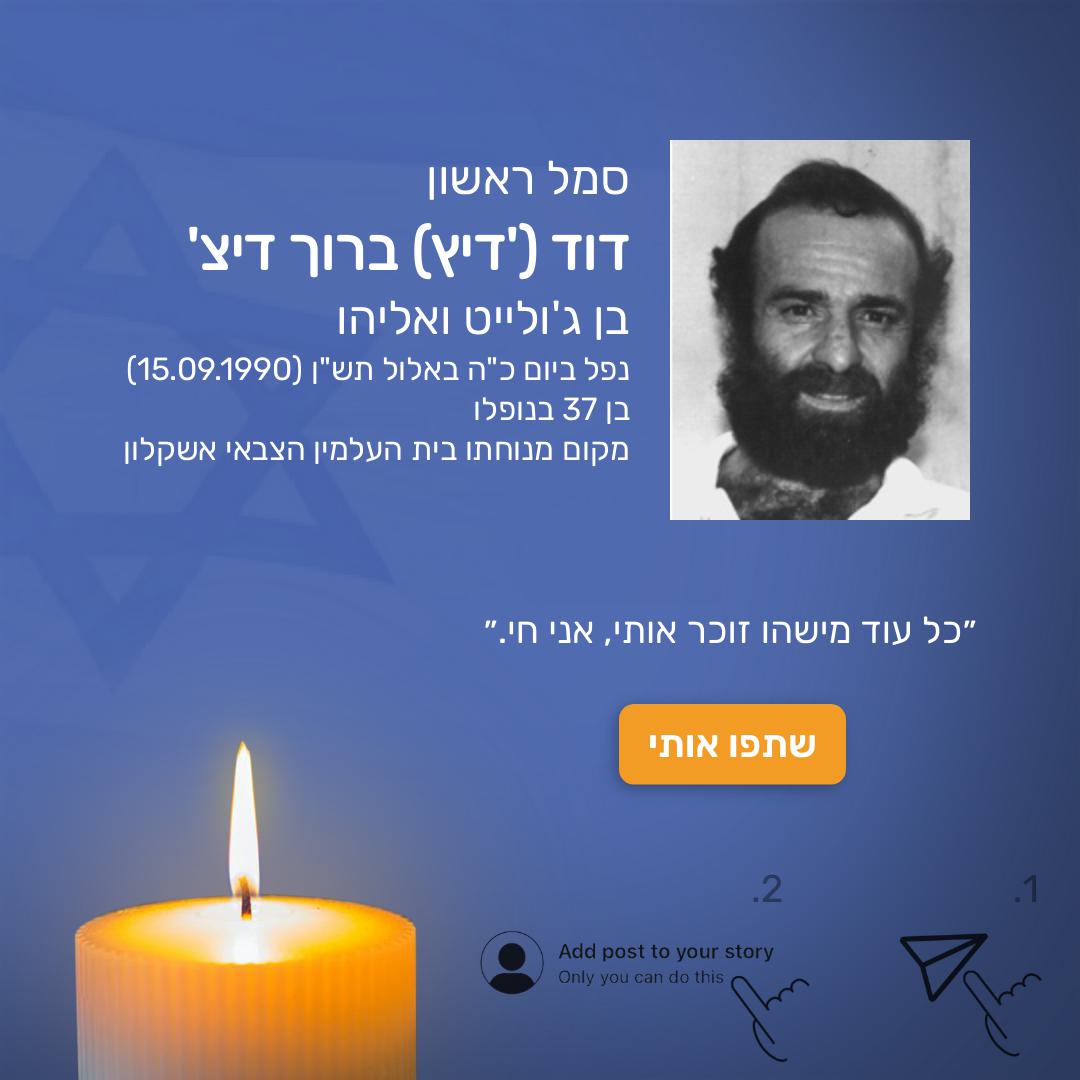 סמל ראשון
דוד ('דיץ) ברוך דיצ'
בן ג'ולייט ואליהו
נפל ביום כ"ה באלול תש"ן (15.09.1990)
בן 37 בנופלו
מקום מנוחתו בית העלמין הצבאי אשקלון
״כל עוד מישהו זוכר אותי, אני חי.״
שתפו אותי
1.
2.
Add post to your story
Only you can do this